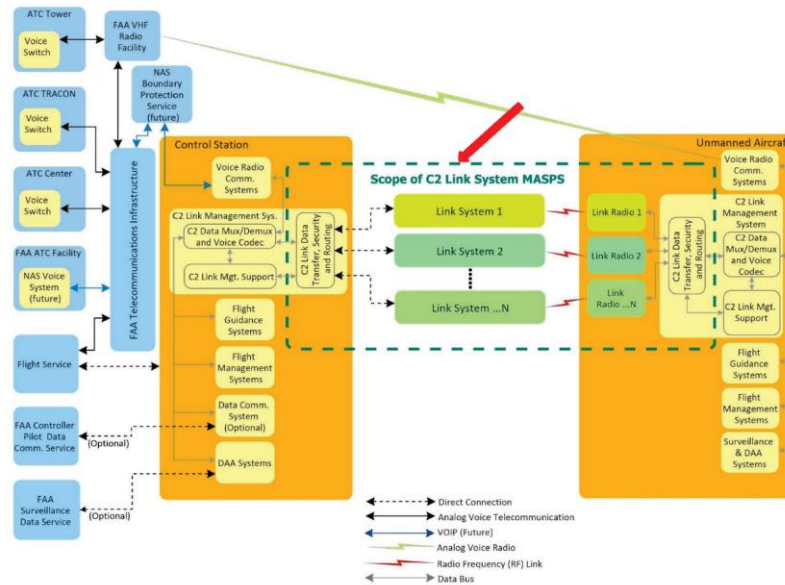 ATC Tower
Voice
Switch
FAA VHF
Radio
Facility
NAS
Boundary
Protection
Service
(future)
ATC TRACON
Voice
Switch
ATC Center
Voice
Switch
FAA ATC Facility
NAS Voice
System
(future)
FAA Telecommunications Infrastructure
Flight Service
FAA Controller
Pilot Data
Comm. Service
(Optional)
FAA
Surveillance
Data Service
(Optional)
Control Station
Voice Radio
Comm.
Systems
C2 Link Management Sys.
C2 Data Mux/Demux
and Voice Codec
C2 Link Mgt. Support
C2 Link Data
Transfer, Security
and Routing
Flight
Guidance
Systems
Flight
Management
Systems
Data Comm.
System
(Optional)
DAA Systems
Scope of C2 Link System MASPS
Link System 1
Link System 2
Link System ...N
Link Radio 1
Link Radio 2
Link
Radio ...N
Unmanned Aircraft
Voice Radio
Comm.
Systems
C2 Link Data
Transfer, Security
and Routing
C2 Link
Management
System
C2 Data
Mux/Demux
and Voice
Codec
C2 Link Mgt.
Support
Flight
Guidance
Systems
Flight
Management
Systems
Surveillance
& DAA
Systems
Direct Connection
Analog Voice Telecommunication
VOIP (Future)
Analog Voice Radio
Radio Frequency (RF) Link
Data Bus